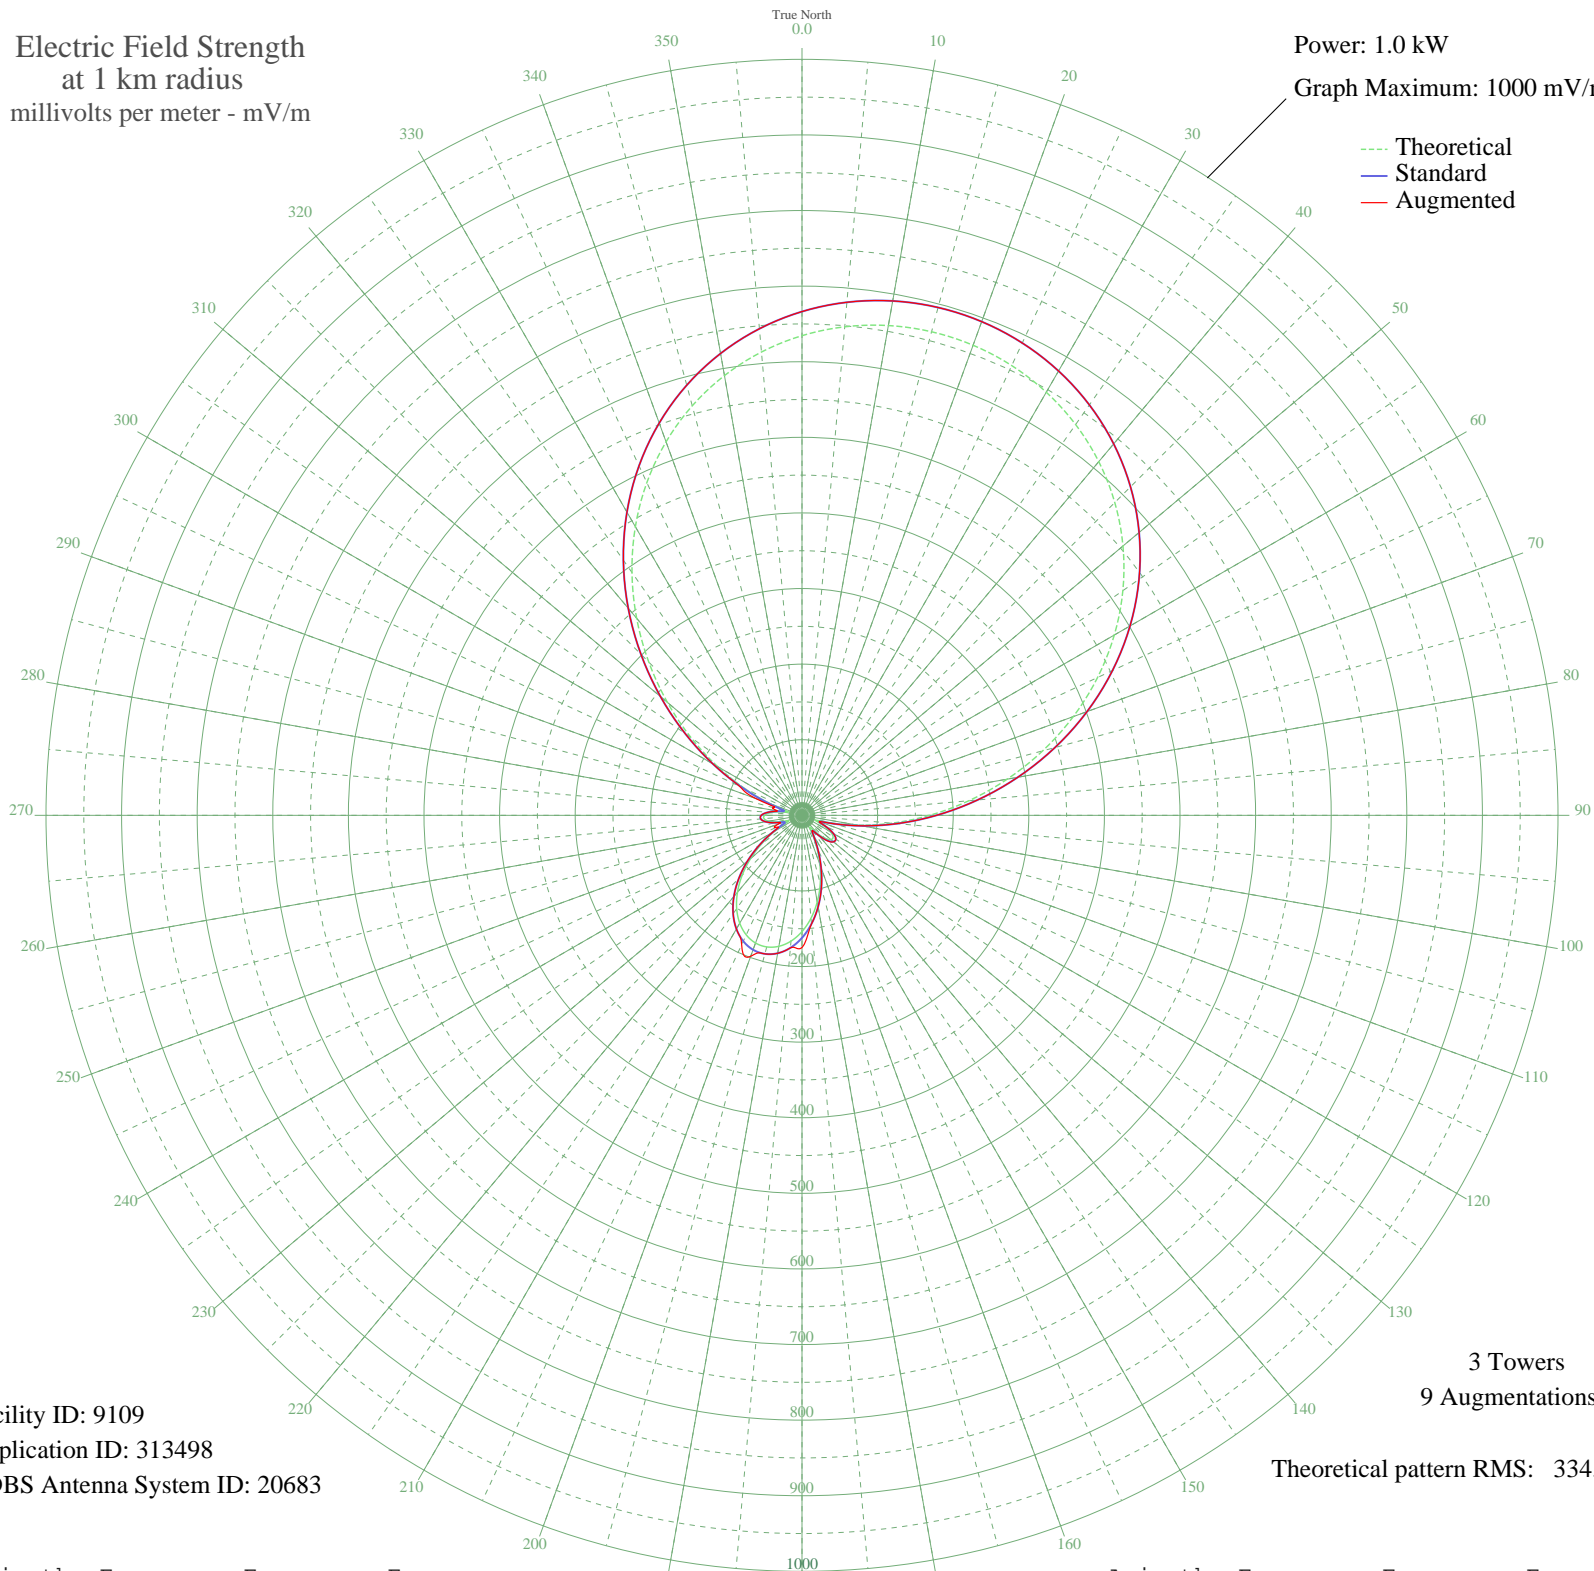 True North
Electric Field Strength
at 1 km radius
millivolts per meter - mV/m
Power: 1.0 kW
Graph Maximum: 1000 mV/
Theoretical
Standard
Augmented
0.0
10
20
30
40
50
60
70
80
90
100
110
120
130
140
150
160
200
210
220
230
240
250
260
270
280
290
300
310
320
330
340
350
200
300
400
500
600
700
800
900
1000
3 Towers
9 Augmentations
Theoretical pattern RMS: 334
cility ID: 9109
plication ID: 313498
DBS Antenna System ID: 20683